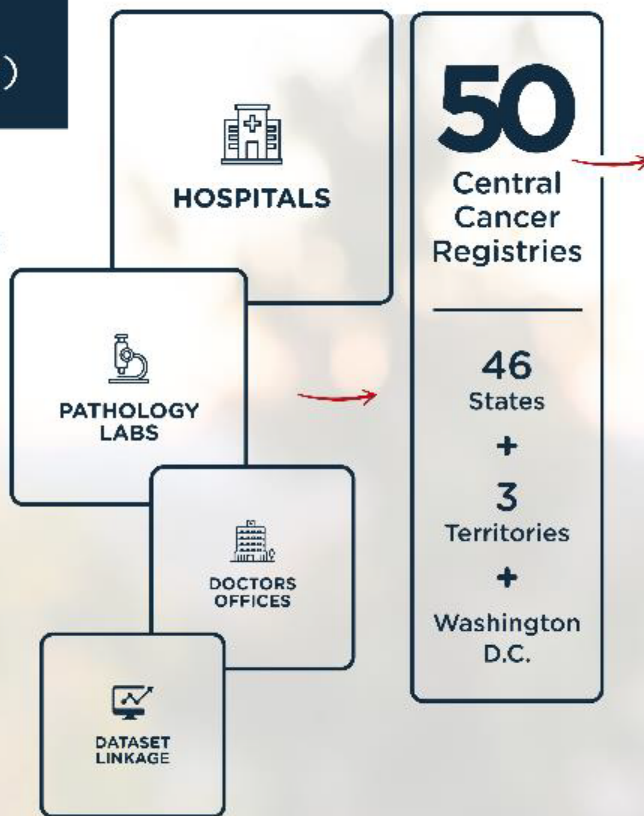 )
HOSPITALS
PATHOLOGY
LABS
DOCTORS
OFFICES
DATASET
LINKAGE
50
Central
Cancer
Registries
46
States
+
3
Territories
+
Washington
D.C.